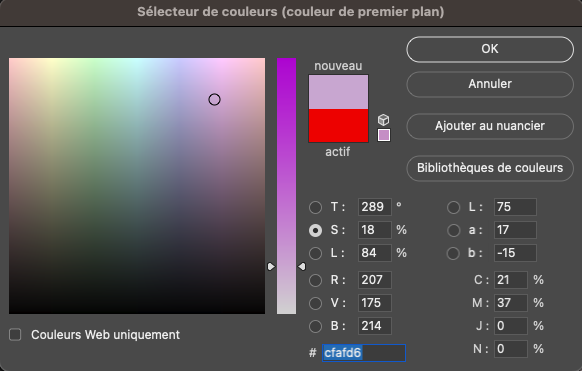 Sélecteur de couleurs (couleur de premier plan)
nouveau
actif
OK
Annuler
Ajouter au nuancier
Bibliothèques de couleurs
T : 289 °
S : 18 %
L : 84 %
R : 207
V : 175
B : 214
# cfafd6
L : 75
a : 17
b : -15
C : 21 %
M : 37 %
J : 0 %
N : 0 %
Couleurs Web uniquement